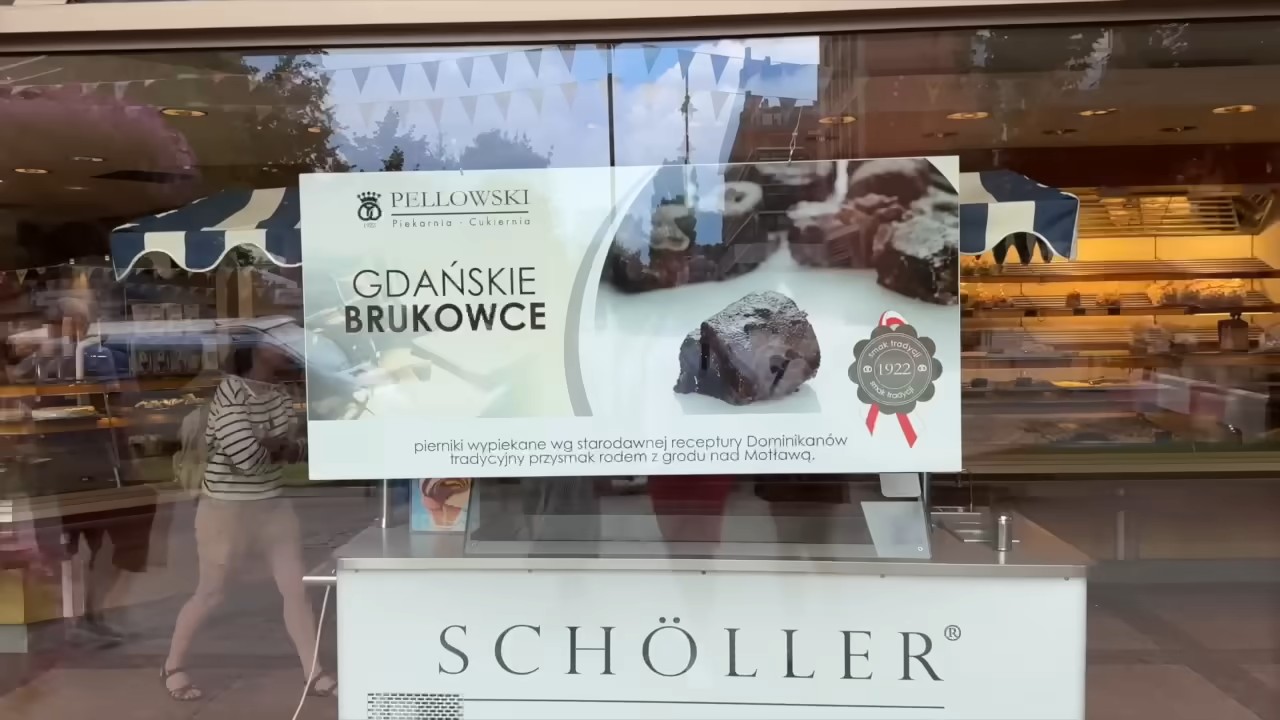 PELLOWSKI
Piekarnia · Cukiernia
1922
GDAŃSKIE
BRUKOWCE
smak tradycji
1922
smak tradycji
pierniki wypiekane wg starodawnej receptury Dominikanów
tradycyjny przysmak rodem z grodu nad Motławą.
SCHÖLLER®